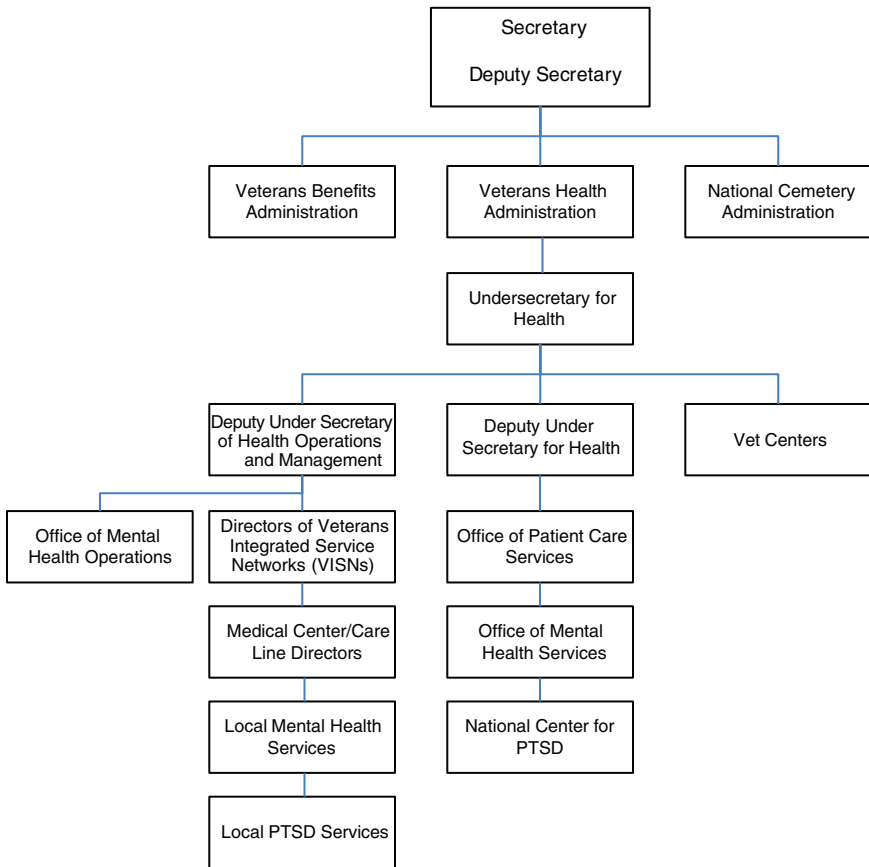 Secretary
Deputy Secretary
Veterans Benefits
Administration
Veterans Health
Administration
National Cemetery
Administration
Undersecretary for
Health
Deputy Under Secretary
of Health Operations
and Management
Deputy Under
Secretary for Health
Vet Centers
Office of Mental
Health Operations
Directors of Veterans
Integrated Service
Networks (VISNs)
Office of Patient Care
Services
Medical Center/Care
Line Directors
Office of Mental
Health Services
Local Mental Health
Services
National Center for
PTSD
Local PTSD Services